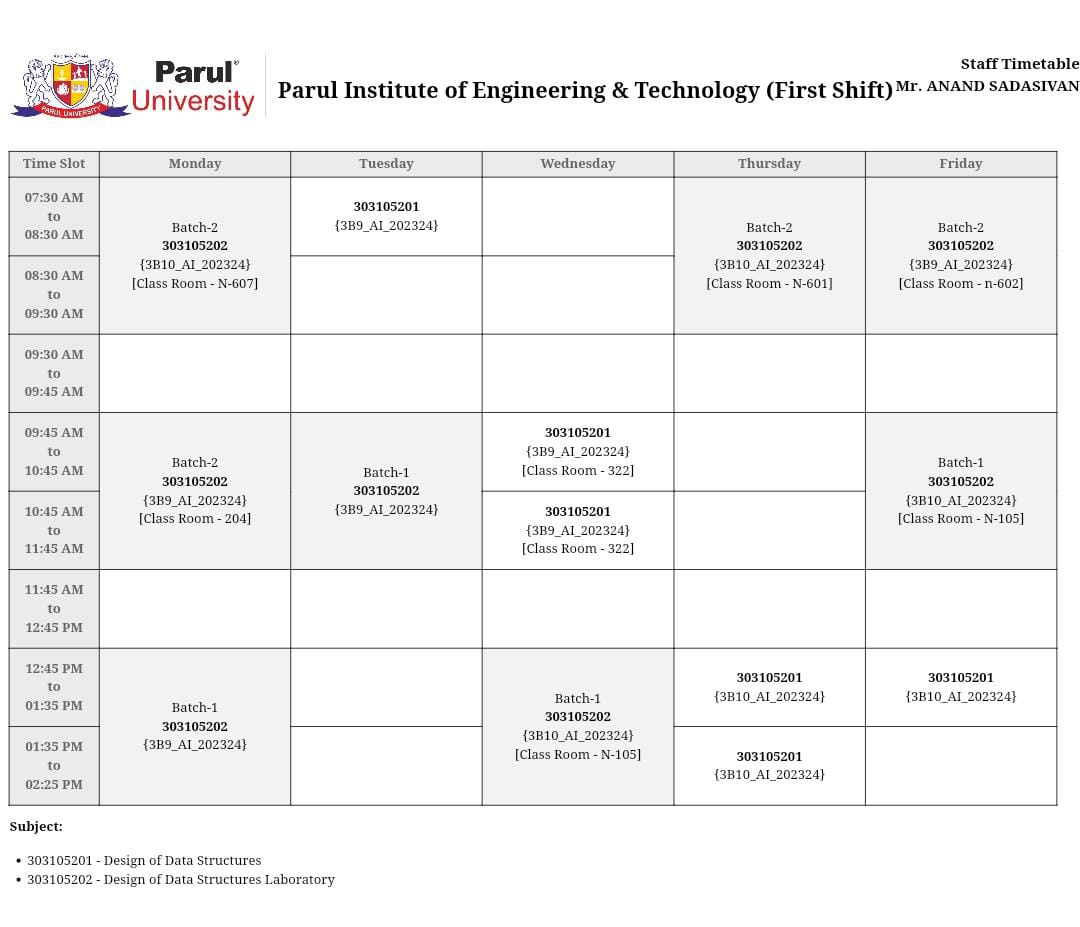 Parul®
University
PARUL UNIVERSITY
Parul Institute of Engineering & Technology (First Shift)
Staff Timetable
Mr. ANAND SADASIVAN
Time Slot Monday Tuesday Wednesday Thursday Friday
07:30 AM
to
08:30 AM
Batch-2
303105202
{3B10_AI_202324}
[Class Room - N-607]
303105201
{3B9_AI_202324}
Batch-2
303105202
{3B10_AI_202324}
[Class Room - N-601]
Batch-2
303105202
{3B9_AI_202324}
[Class Room - n-602]
08:30 AM
to
09:30 AM
09:30 AM
to
09:45 AM
09:45 AM
to
10:45 AM
Batch-2
303105202
{3B9_AI_202324}
[Class Room - 204]
Batch-1
303105202
{3B9_AI_202324}
303105201
{3B9_AI_202324}
[Class Room - 322]
Batch-1
303105202
{3B10_AI_202324}
[Class Room - N-105]
10:45 AM
to
11:45 AM
303105201
{3B9_AI_202324}
[Class Room - 322]
11:45 AM
to
12:45 PM
12:45 PM
to
01:35 PM
Batch-1
303105202
{3B9_AI_202324}
Batch-1
303105202
{3B10_AI_202324}
[Class Room - N-105]
303105201
{3B10_AI_202324}
303105201
{3B10_AI_202324}
01:35 PM
to
02:25 PM
303105201
{3B10_AI_202324}
Subject:
• 303105201 - Design of Data Structures
• 303105202 - Design of Data Structures Laboratory